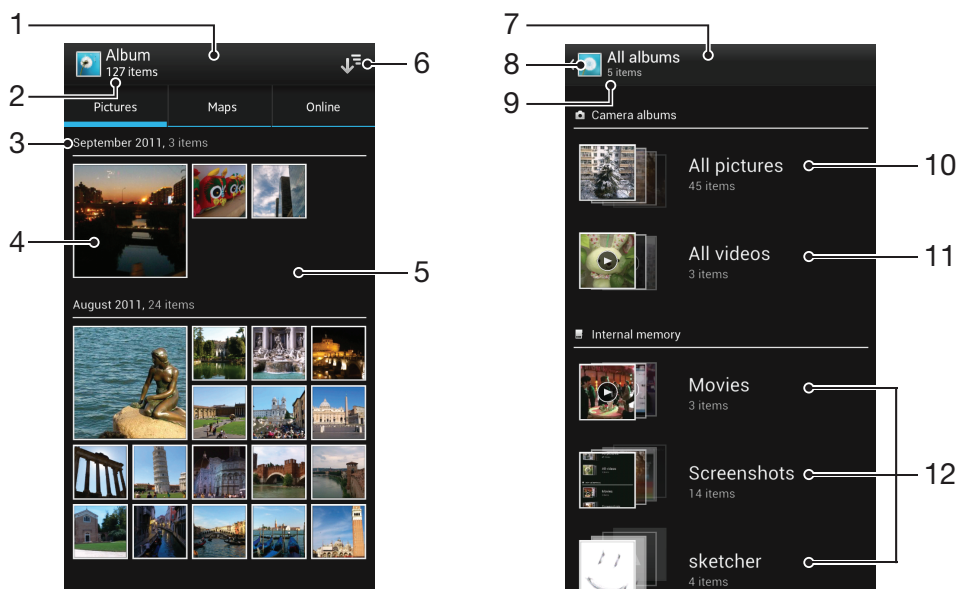 1
Album
127 items
6
2
Pictures
Maps
Online
3
September 2011, 3 items
4
5
August 2011, 24 items
7
8
All albums
5 items
9
Camera albums
All pictures
10
45 items
All videos
11
3 items
Internal memory
Movies
3 items
Screenshots
12
14 items
sketcher
4 items